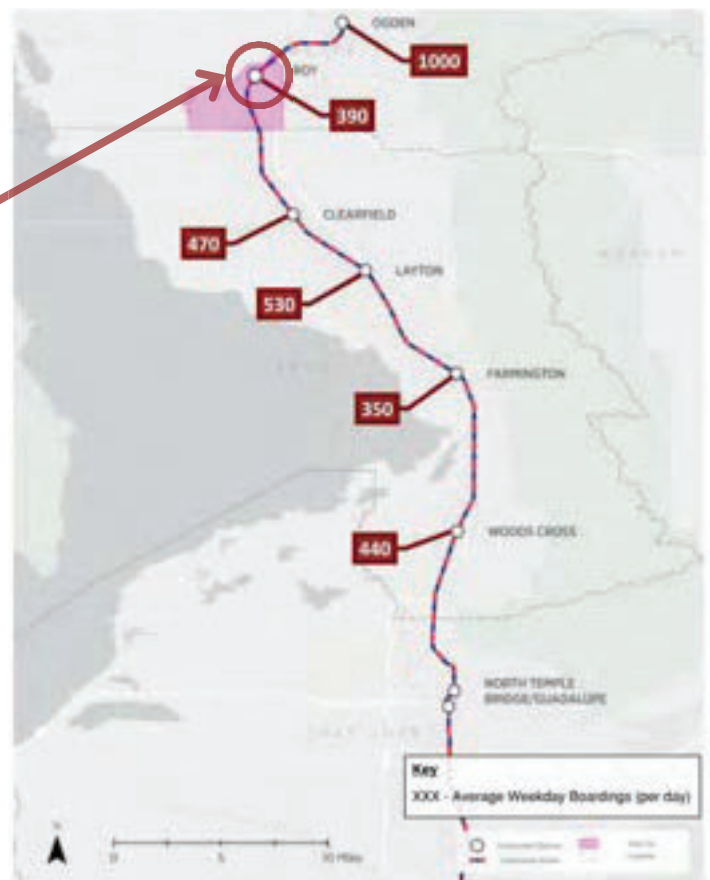 OGDEN
1000
ROY
390
CLEARFIELD
470
LAYTON
530
FARMINGTON
350
WOODS CROSS
440
NORTH TEMPLE
BRIDGE/GUADALUPE
Key
XXX - Average Weekday Boardings (per day)
0 5 10 Miles